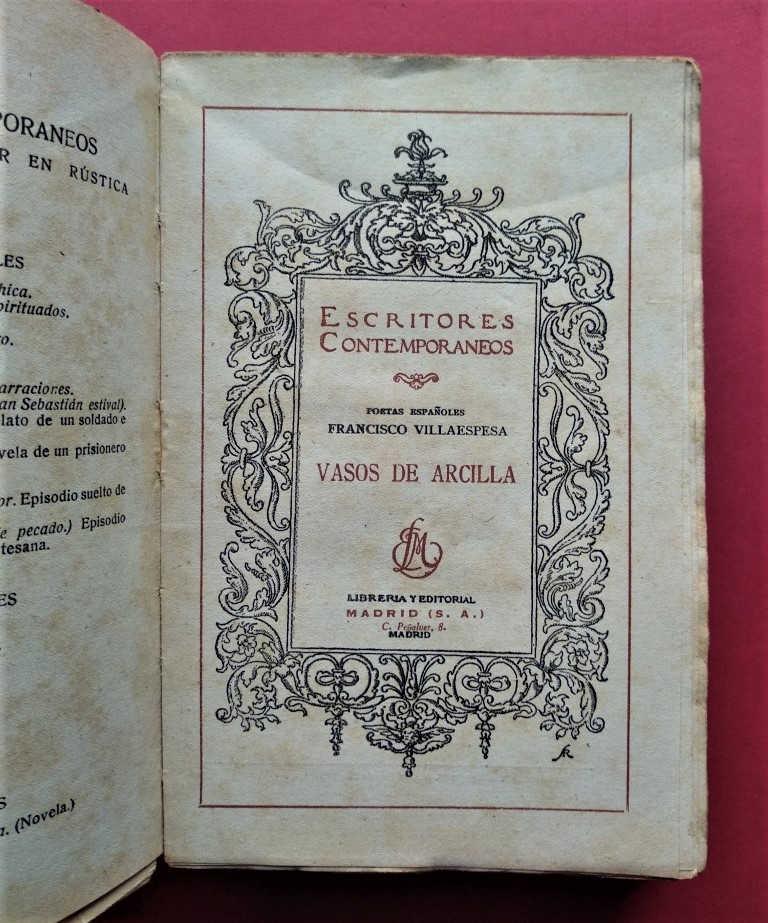 PORANEOS
R EN RÚSTICA
LES
hica.
pirituados.
ro.
arraciones.
an Sebastián estival).
lato de un soldado e
vela de un prisionero
or. Episodio suelto de
e pecado.) Episodio
tesana.
ES
S
(Novela.)
ESCRITORES
CONTEMPORANEOS
POETAS ESPAÑOLES
FRANCISCO VILLAESPESA
VASOS DE ARCILLA
LIBRERIA Y EDITORIAL
MADRID (S. A.)
C. Peñalver, 8.
MADRID